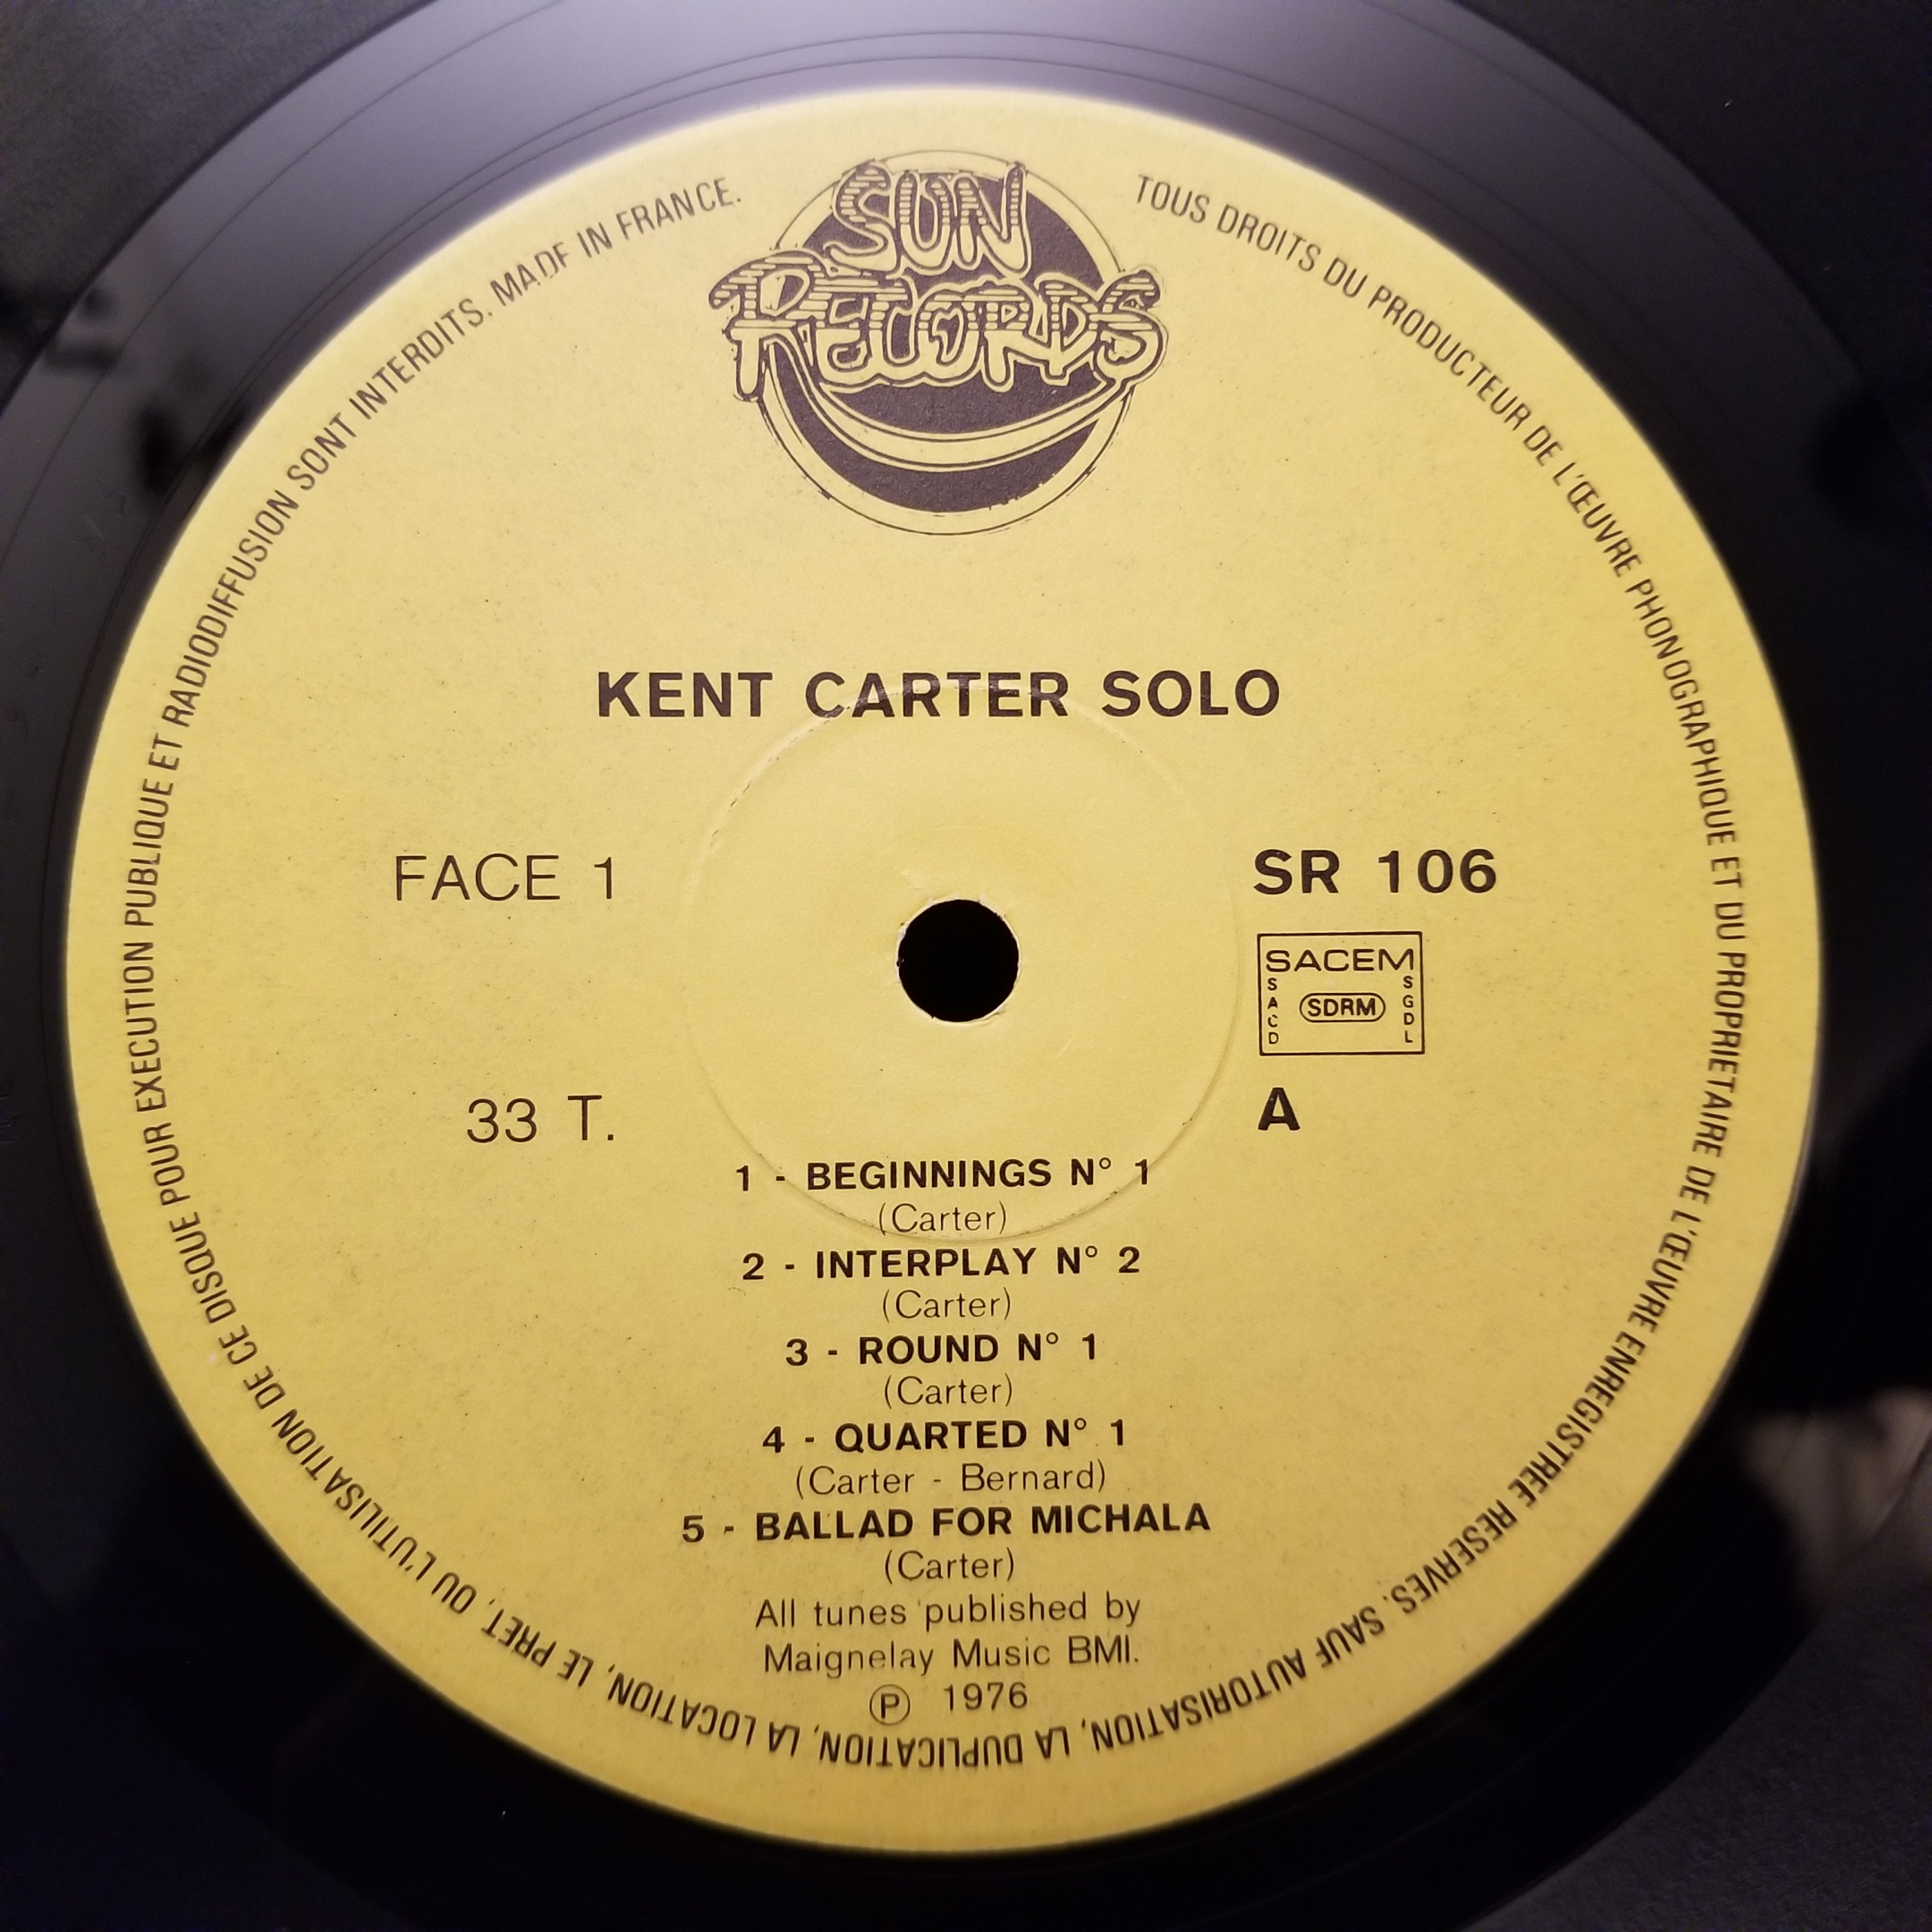 SUN
RECORDS
TOUS DROITS DU PRODUCTEUR DE L'ŒUVRE PHONOGRAPHIQUE ET DU PROPRIETAIRE DE L'ŒUVRE ENREGISTREE RESERVES. SAUF AUTORISATION, LA DUPLICATION, LA LOCATION, LE PRET, OU L'UTILISATION DE CE DISQUE POUR EXECUTION PUBLIQUE ET RADIODIFFUSION SONT INTERDITS. MADE IN FRANCE.
KENT CARTER SOLO
FACE 1
SR 106
SACEM
SACD
SDRM
SGDL
33 T.
A
1 - BEGINNINGS N° 1
(Carter)
2 - INTERPLAY N° 2
(Carter)
3 - ROUND N° 1
(Carter)
4 - QUARTED N° 1
(Carter - Bernard)
5 - BALLAD FOR MICHALA
(Carter)
All tunes published by
Maignelay Music BMI.
Ⓟ 1976